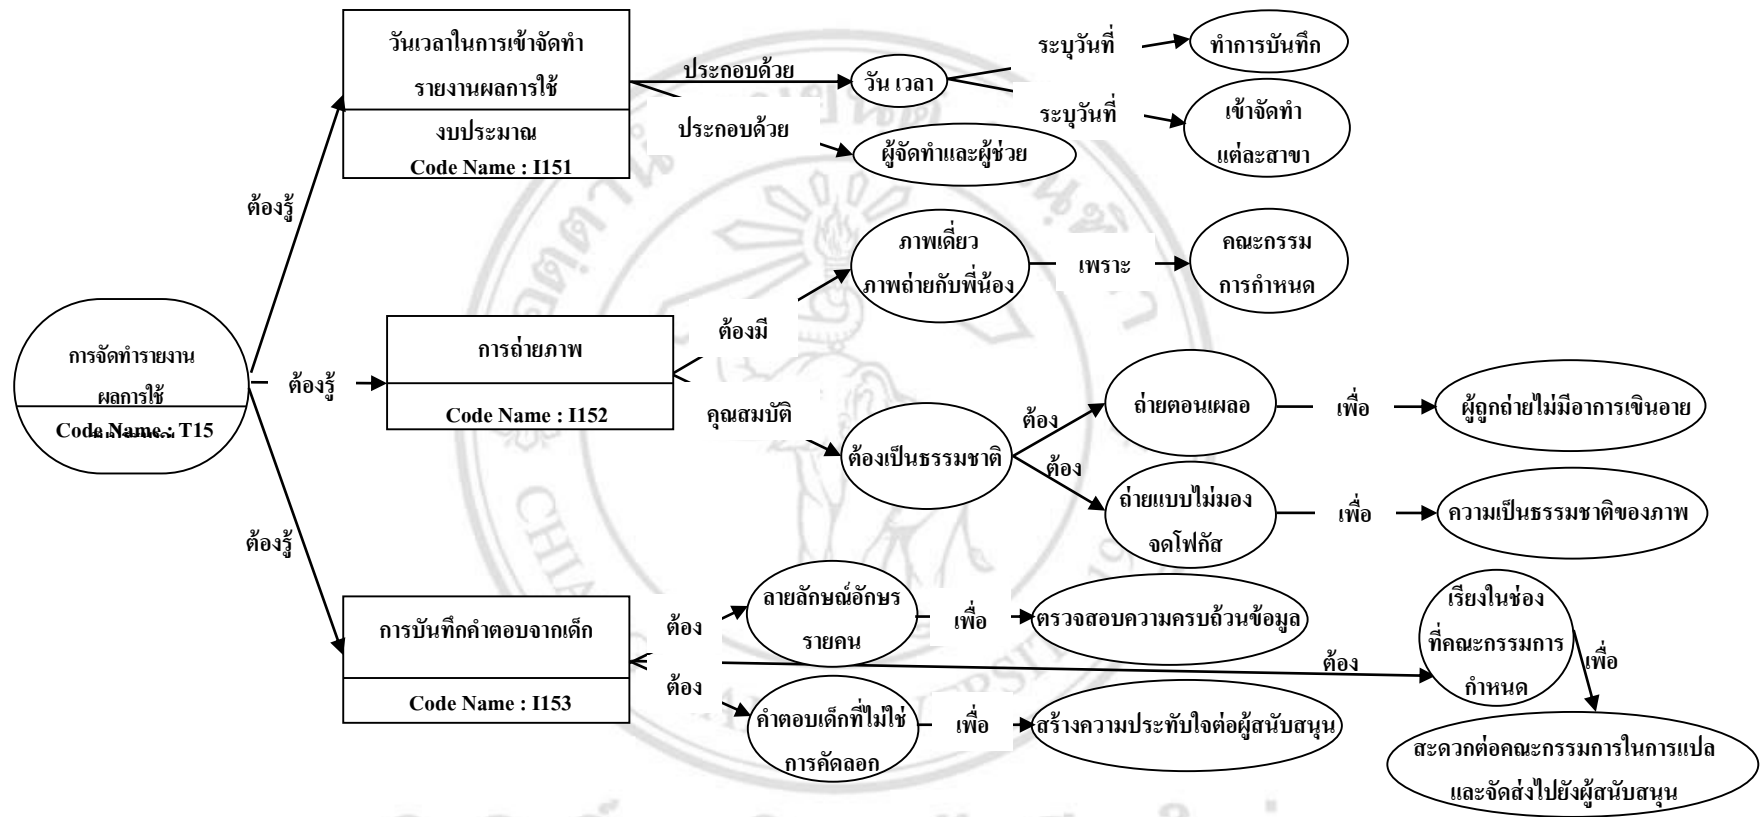 วันเวลาในการเข้าจัดทำ
รายงานผลการใช้
งบประมาณ
Code Name : I151
ประกอบด้วย
วัน เวลา
ระบุวันที่
ทำการบันทึก
ระบุวันที่
เข้าจัดทำ
แต่ละสาขา
ประกอบด้วย
ผู้จัดทำและผู้ช่วย
ต้องรู้
การจัดทำรายงาน
ผลการใช้
Code Name : T15
ต้องรู้
การถ่ายภาพ
Code Name : I152
ต้องมี
ภาพเดี่ยว
ภาพถ่ายกับพี่น้อง
เพราะ
คณะกรรม
การกำหนด
คุณสมบัติ
ต้องเป็นธรรมชาติ
ต้อง
ถ่ายตอนเผลอ
เพื่อ
ผู้ถูกถ่ายไม่มีอาการเขินอาย
ต้อง
ถ่ายแบบไม่มอง
จดโฟกัส
เพื่อ
ความเป็นธรรมชาติของภาพ
ต้องรู้
การบันทึกคำตอบจากเด็ก
Code Name : I153
ต้อง
ลายลักษณ์อักษร
รายคน
เพื่อ
ตรวจสอบความครบถ้วนข้อมูล
ต้อง
เรียงในช่อง
ที่คณะกรรมการ
กำหนด
เพื่อ
สะดวกต่อคณะกรรมการในการแปล
และจัดส่งไปยังผู้สนับสนุน
ต้อง
คำตอบเด็กที่ไม่ใช่
การคัดลอก
เพื่อ
สร้างความประทับใจต่อผู้สนับสนุน